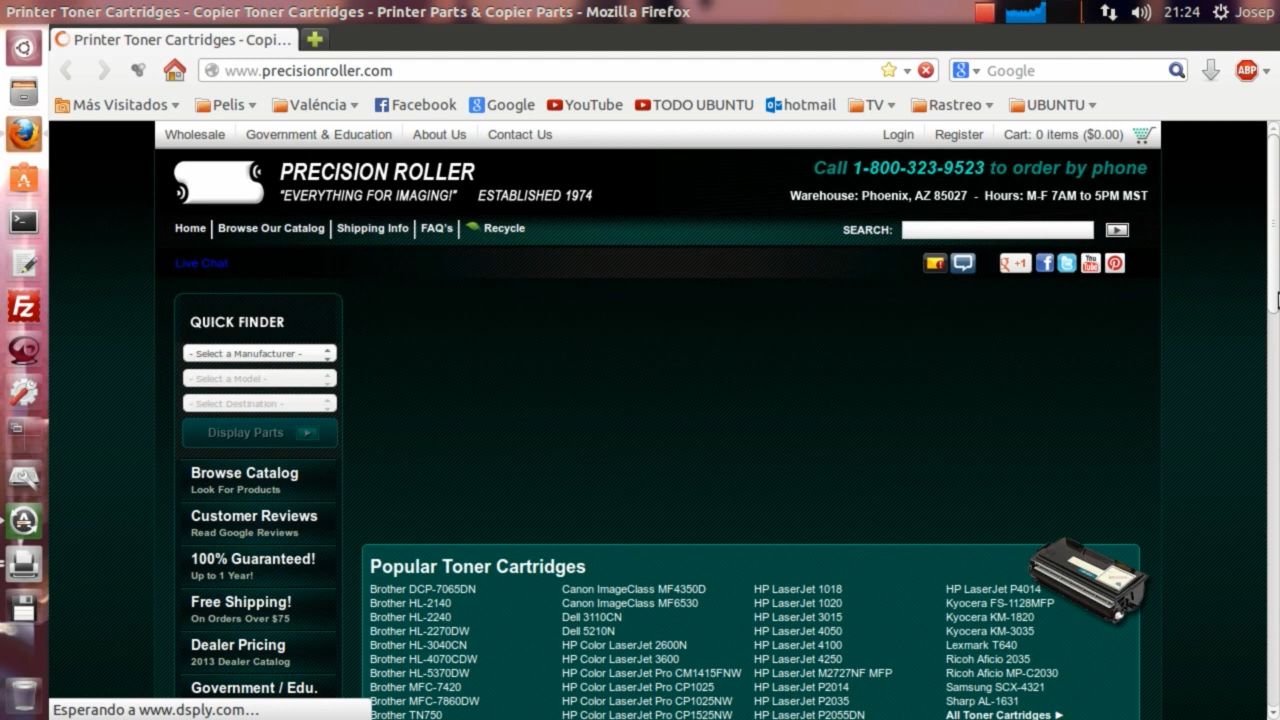 Printer Toner Cartridges - Copier Toner Cartridges - Printer Parts & Copier Parts - Mozilla Firefox
21:24 Josep
Printer Toner Cartridges - Copi...
www.precisionroller.com
Google
ABP
Más Visitados
Pelis
Valéncia
Facebook
Google
YouTube
TODO UBUNTU
hotmail
TV
Rastreo
UBUNTU
Wholesale
Government & Education
About Us
Contact Us
Login
Register
Cart: 0 items ($0.00)
PRECISION ROLLER
"EVERYTHING FOR IMAGING!" ESTABLISHED 1974
Call 1-800-323-9523 to order by phone
Warehouse: Phoenix, AZ 85027 - Hours: M-F 7AM to 5PM MST
Home | Browse Our Catalog | Shipping Info | FAQ's | Recycle
SEARCH:
Live Chat
QUICK FINDER
- Select a Manufacturer -
- Select a Model -
- Select Destination -
Display Parts
Browse Catalog
Look For Products
Customer Reviews
Read Google Reviews
100% Guaranteed!
Up to 1 Year!
Free Shipping!
On Orders Over $75
Dealer Pricing
2013 Dealer Catalog
Government / Edu.
Popular Toner Cartridges
Brother DCP-7065DN
Brother HL-2140
Brother HL-2240
Brother HL-2270DW
Brother HL-3040CN
Brother HL-4070CDW
Brother HL-5370DW
Brother MFC-7420
Brother MFC-7860DW
Brother TN750
Canon ImageClass MF4350D
Canon ImageClass MF6530
Dell 3110CN
Dell 5210N
HP Color LaserJet 2600N
HP Color LaserJet 3600
HP Color LaserJet Pro CM1415FNW
HP Color LaserJet Pro CP1025
HP Color LaserJet Pro CP1025NW
HP Color LaserJet Pro CP1525NW
HP LaserJet 1018
HP LaserJet 1020
HP LaserJet 3015
HP LaserJet 4050
HP LaserJet 4100
HP LaserJet 4250
HP LaserJet M2727NF MFP
HP LaserJet P2014
HP LaserJet P2035
HP LaserJet P2055DN
HP LaserJet P4014
Kyocera FS-1128MFP
Kyocera KM-1820
Kyocera KM-3035
Lexmark T640
Ricoh Aficio 2035
Ricoh Aficio MP-C2030
Samsung SCX-4321
Sharp AL-1631
All Toner Cartridges
Esperando a www.dsply.com...